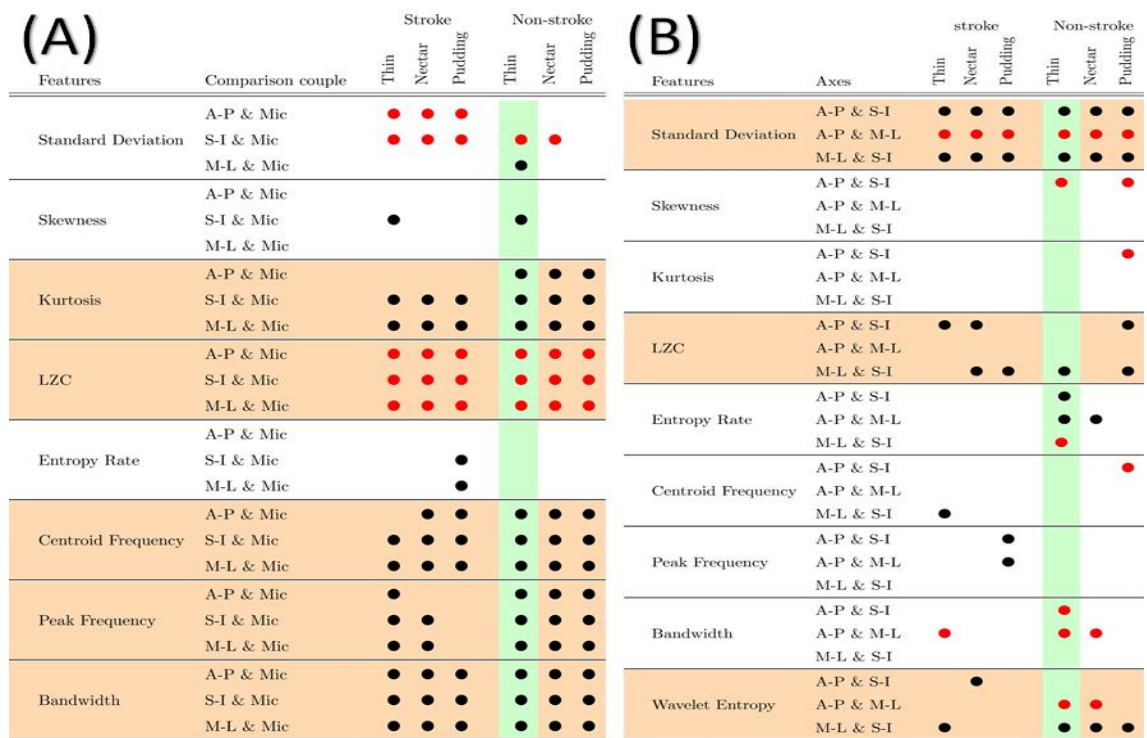 (A)
Stroke Non-stroke
Features Comparison couple Thin Nectar Pudding Thin Nectar Pudding
A-P & Mic
Standard Deviation S-I & Mic
M-L & Mic
A-P & Mic
Skewness S-I & Mic
M-L & Mic
A-P & Mic
Kurtosis S-I & Mic
M-L & Mic
A-P & Mic
LZC S-I & Mic
M-L & Mic
A-P & Mic
Entropy Rate S-I & Mic
M-L & Mic
A-P & Mic
Centroid Frequency S-I & Mic
M-L & Mic
A-P & Mic
Peak Frequency S-I & Mic
M-L & Mic
A-P & Mic
Bandwidth S-I & Mic
M-L & Mic
(B)
stroke Non-stroke
Features Axes Thin Nectar Pudding Thin Nectar Pudding
A-P & S-I
Standard Deviation A-P & M-L
M-L & S-I
A-P & S-I
Skewness A-P & M-L
M-L & S-I
A-P & S-I
Kurtosis A-P & M-L
M-L & S-I
A-P & S-I
LZC A-P & M-L
M-L & S-I
A-P & S-I
Entropy Rate A-P & M-L
M-L & S-I
A-P & S-I
Centroid Frequency A-P & M-L
M-L & S-I
A-P & S-I
Peak Frequency A-P & M-L
M-L & S-I
A-P & S-I
Bandwidth A-P & M-L
M-L & S-I
A-P & S-I
Wavelet Entropy A-P & M-L
M-L & S-I